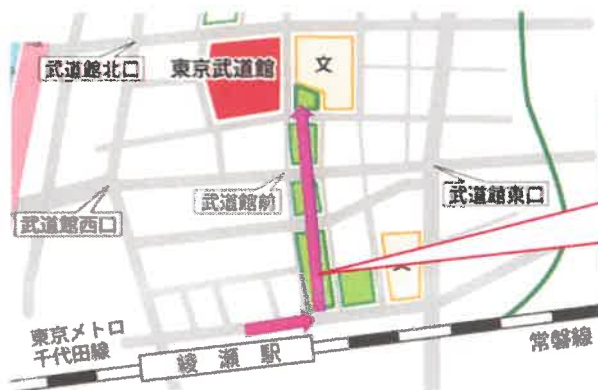 武道館北口
東京武道館
文
武道館前
武道館東口
武道館西口
文
東京メトロ
千代田線
綾瀬駅
常磐線